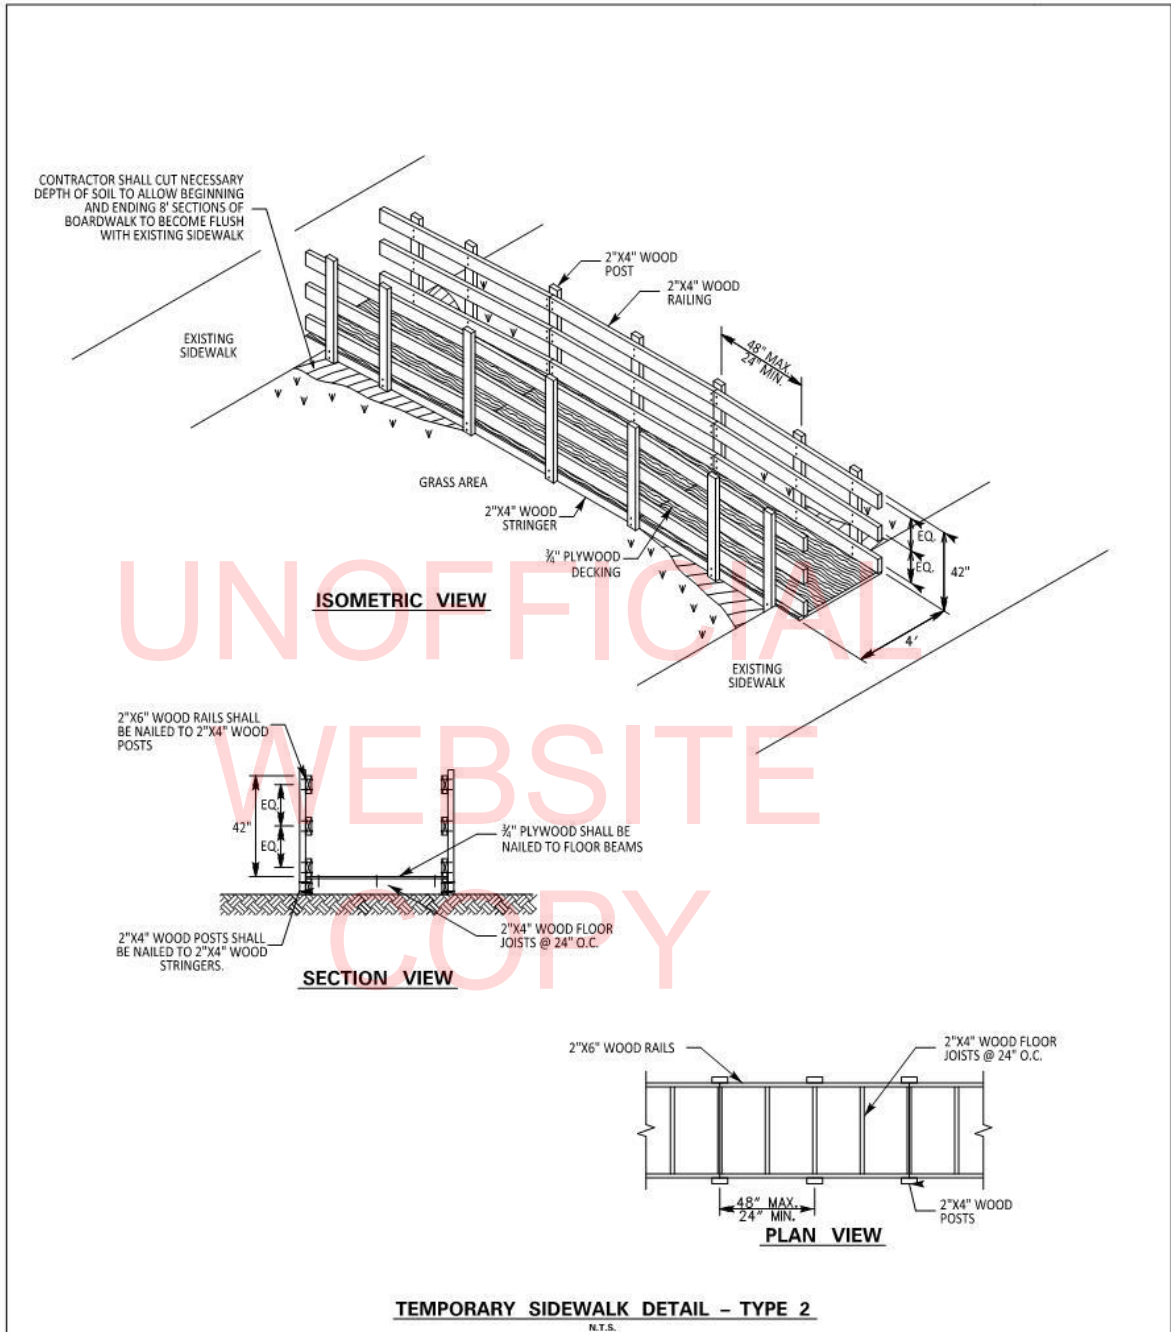 CONTRACTOR SHALL CUT NECESSARY
DEPTH OF SOIL TO ALLOW BEGINNING
AND ENDING 8' SECTIONS OF
BOARDWALK TO BECOME FLUSH
WITH EXISTING SIDEWALK
2"X4" WOOD
POST
2"X4" WOOD
RAILING
EXISTING
SIDEWALK
48" MAX.
24" MIN.
GRASS AREA
2"X4" WOOD
STRINGER
¾" PLYWOOD
DECKING
EQ.
EQ.
42"
4'
EXISTING
SIDEWALK
ISOMETRIC VIEW
UNOFFICIAL
WEBSITE
COPY
2"X6" WOOD RAILS SHALL
BE NAILED TO 2"X4" WOOD
POSTS
EQ.
42"
EQ.
¾" PLYWOOD SHALL BE
NAILED TO FLOOR BEAMS
2"X4" WOOD POSTS SHALL
BE NAILED TO 2"X4" WOOD
STRINGERS.
2"X4" WOOD FLOOR
JOISTS @ 24" O.C.
SECTION VIEW
2"X6" WOOD RAILS
2"X4" WOOD FLOOR
JOISTS @ 24" O.C.
48" MAX.
24" MIN.
2"X4" WOOD
POSTS
PLAN VIEW
TEMPORARY SIDEWALK DETAIL – TYPE 2
N.T.S.